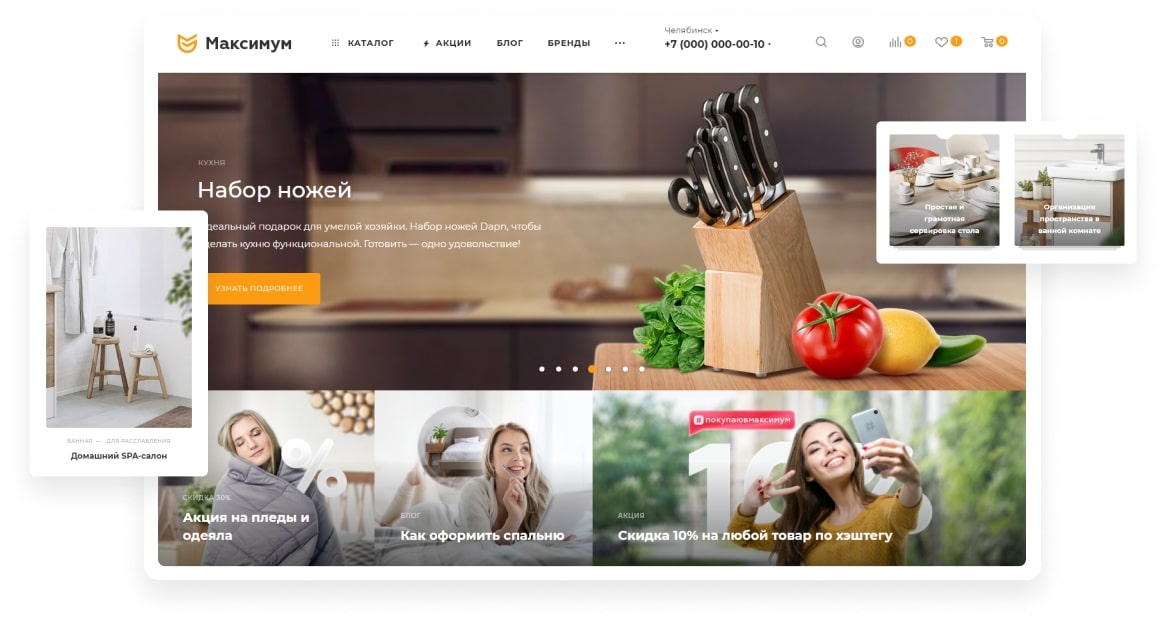 Максимум
КАТАЛОГ
АКЦИИ
БЛОГ
БРЕНДЫ
...
Челябинск
+7 (000) 000-00-10
0
1
0
КУХНЯ
Набор ножей
деальный подарок для умелой хозяйки. Набор ножей Dapn, чтобы
делать кухню функциональной. Готовить — одно удовольствие!
УЗНАТЬ ПОДРОБНЕЕ
Простая и
грамотная
сервировка стола
Организация
пространства в
ванной комнате
ВАННАЯ — ДЛЯ РАССЛАБЛЕНИЯ
Домашний SPA-салон
%
СКИДКА 30%
Акция на пледы и
одеяла
БЛОГ
Как оформить спальню
# покупаювмаксимум
#
10%
АКЦИЯ
Скидка 10% на любой товар по хэштегу